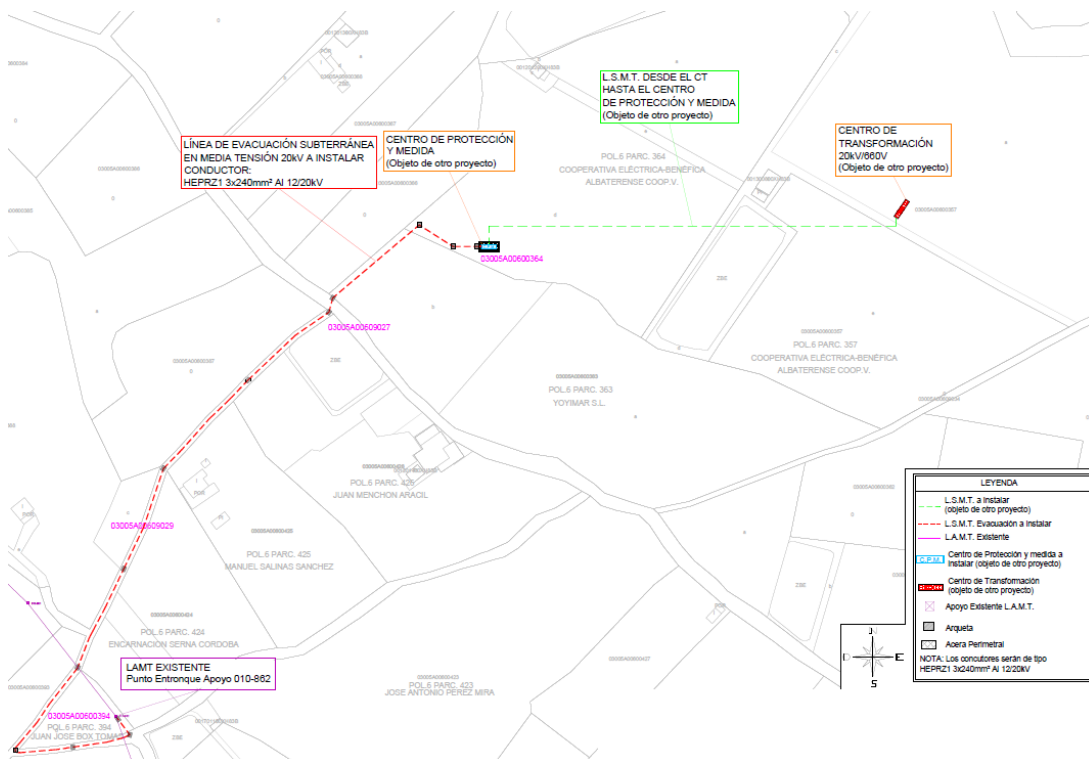 L.S.M.T. DESDE EL CT
HASTA EL CENTRO
DE PROTECCIÓN Y MEDIDA
(Objeto de otro proyecto)
CENTRO DE PROTECCIÓN
Y MEDIDA
(Objeto de otro proyecto)
LÍNEA DE EVACUACIÓN SUBTERRÁNEA
EN MEDIA TENSIÓN 20kV A INSTALAR
CONDUCTOR:
HEPRZ1 3x240mm² Al 12/20kV
CENTRO DE
TRANSFORMACIÓN
20kV/660V
(Objeto de otro proyecto)
POL.6 PARC. 364
COOPERATIVA ELÉCTRICA-BENÉFICA
ALBATERENSE COOP.V.
03005A00600357
03005A00600364
03005A00609027
03005A00600357
POL.6 PARC. 357
COOPERATIVA ELÉCTRICA-BENÉFICA
ALBATERENSE COOP.V.
03005A00600363
POL.6 PARC. 363
YOYIMAR S.L.
POL.6 PARC. 426
JUAN MENCHON ARACIL
03005A00609029
03005A00600425
POL.6 PARC. 425
MANUEL SALINAS SANCHEZ
03005A00600424
POL.6 PARC. 424
ENCARNACION SERNA CORDOBA
03005A00600427
LAMT EXISTENTE
Punto Entronque Apoyo 010-862
03005A00600423
POL.6 PARC. 423
JOSE ANTONIO PEREZ MIRA
03005A00600394
POL.6 PARC. 394
JUAN JOSE BOX TOMAS
LEYENDA
L.S.M.T. a Instalar
(objeto de otro proyecto)
L.S.M.T. Evacuación a Instalar
L.A.M.T. Existente
C.P.M.
Centro de Protección y medida a
Instalar (objeto de otro proyecto)
Centro de Transformación
(objeto de otro proyecto)
Apoyo Existente L.A.M.T.
Arqueta
Acera Perimetral
NOTA: Los concutores serán de tipo
HEPRZ1 3x240mm² Al 12/20kV
N
E
S